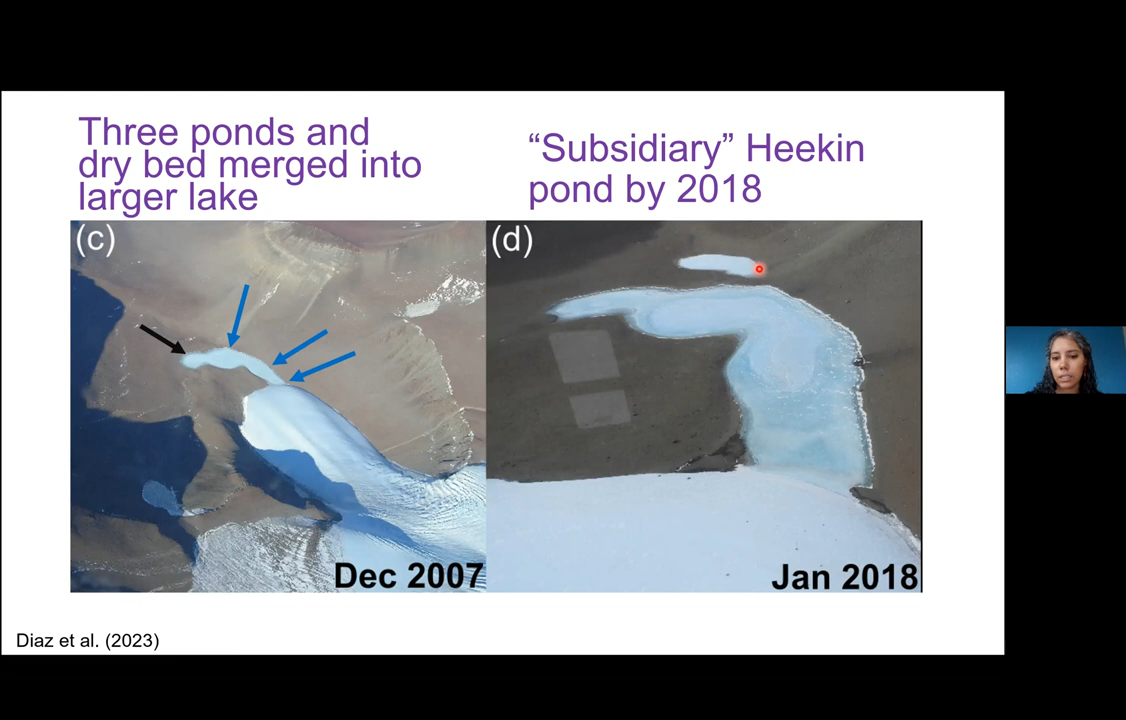 Three ponds and
dry bed merged into
larger lake
“Subsidiary” Heekin
pond by 2018
(c)
(d)
Dec 2007
Jan 2018
Diaz et al. (2023)